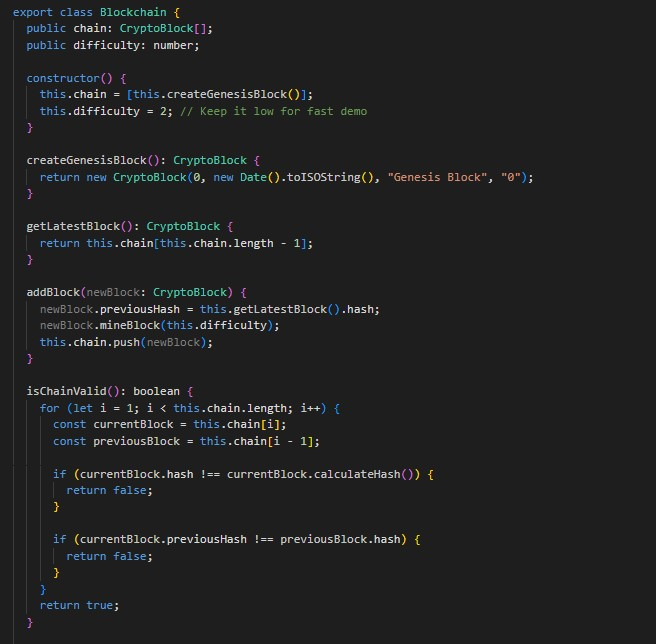 export class Blockchain {
  public chain: CryptoBlock[];
  public difficulty: number;

  constructor() {
    this.chain = [this.createGenesisBlock()];
    this.difficulty = 2; // Keep it low for fast demo
  }

  createGenesisBlock(): CryptoBlock {
    return new CryptoBlock(0, new Date().toISOString(), "Genesis Block", "0");
  }

  getLatestBlock(): CryptoBlock {
    return this.chain[this.chain.length - 1];
  }

  addBlock(newBlock: CryptoBlock) {
    newBlock.previousHash = this.getLatestBlock().hash;
    newBlock.mineBlock(this.difficulty);
    this.chain.push(newBlock);
  }

  isChainValid(): boolean {
    for (let i = 1; i < this.chain.length; i++) {
      const currentBlock = this.chain[i];
      const previousBlock = this.chain[i - 1];

      if (currentBlock.hash !== currentBlock.calculateHash()) {
        return false;
      }

      if (currentBlock.previousHash !== previousBlock.hash) {
        return false;
      }
    }
    return true;
  }